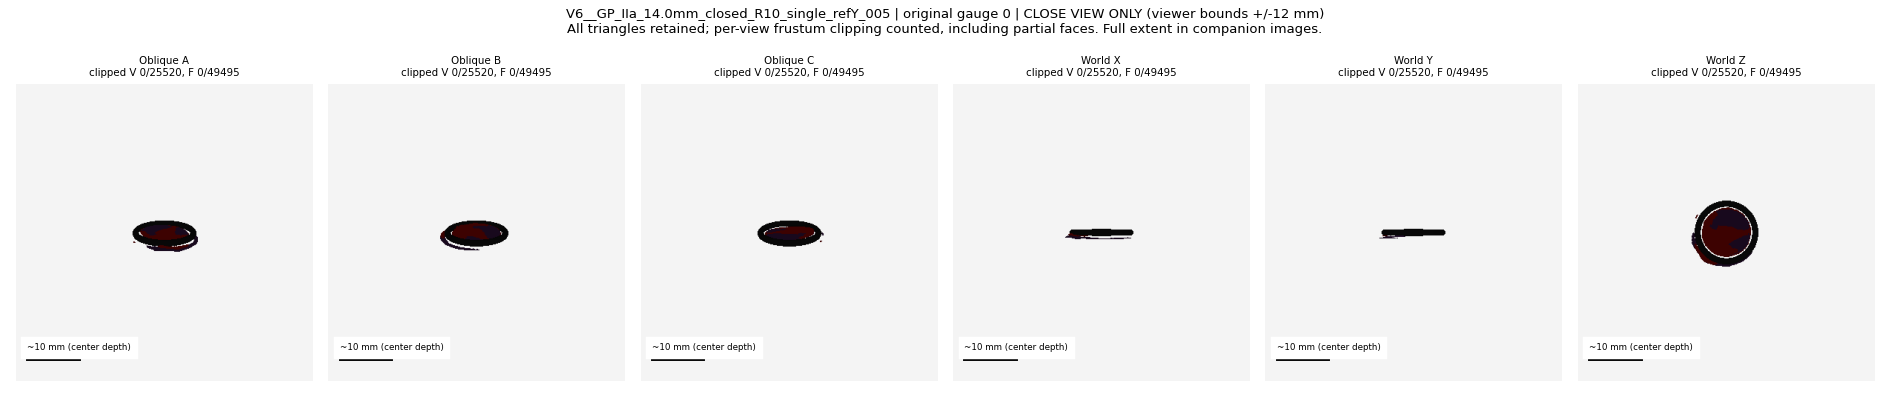 V6__GP_IIa_14.0mm_closed_R10_single_refY_005 | original gauge 0 | CLOSE VIEW ONLY (viewer bounds +/-12 mm)
All triangles retained; per-view frustum clipping counted, including partial faces. Full extent in companion images.
Oblique A
clipped V 0/25520, F 0/49495
Oblique B
clipped V 0/25520, F 0/49495
Oblique C
clipped V 0/25520, F 0/49495
World X
clipped V 0/25520, F 0/49495
World Y
clipped V 0/25520, F 0/49495
World Z
clipped V 0/25520, F 0/49495
~10 mm (center depth)
~10 mm (center depth)
~10 mm (center depth)
~10 mm (center depth)
~10 mm (center depth)
~10 mm (center depth)